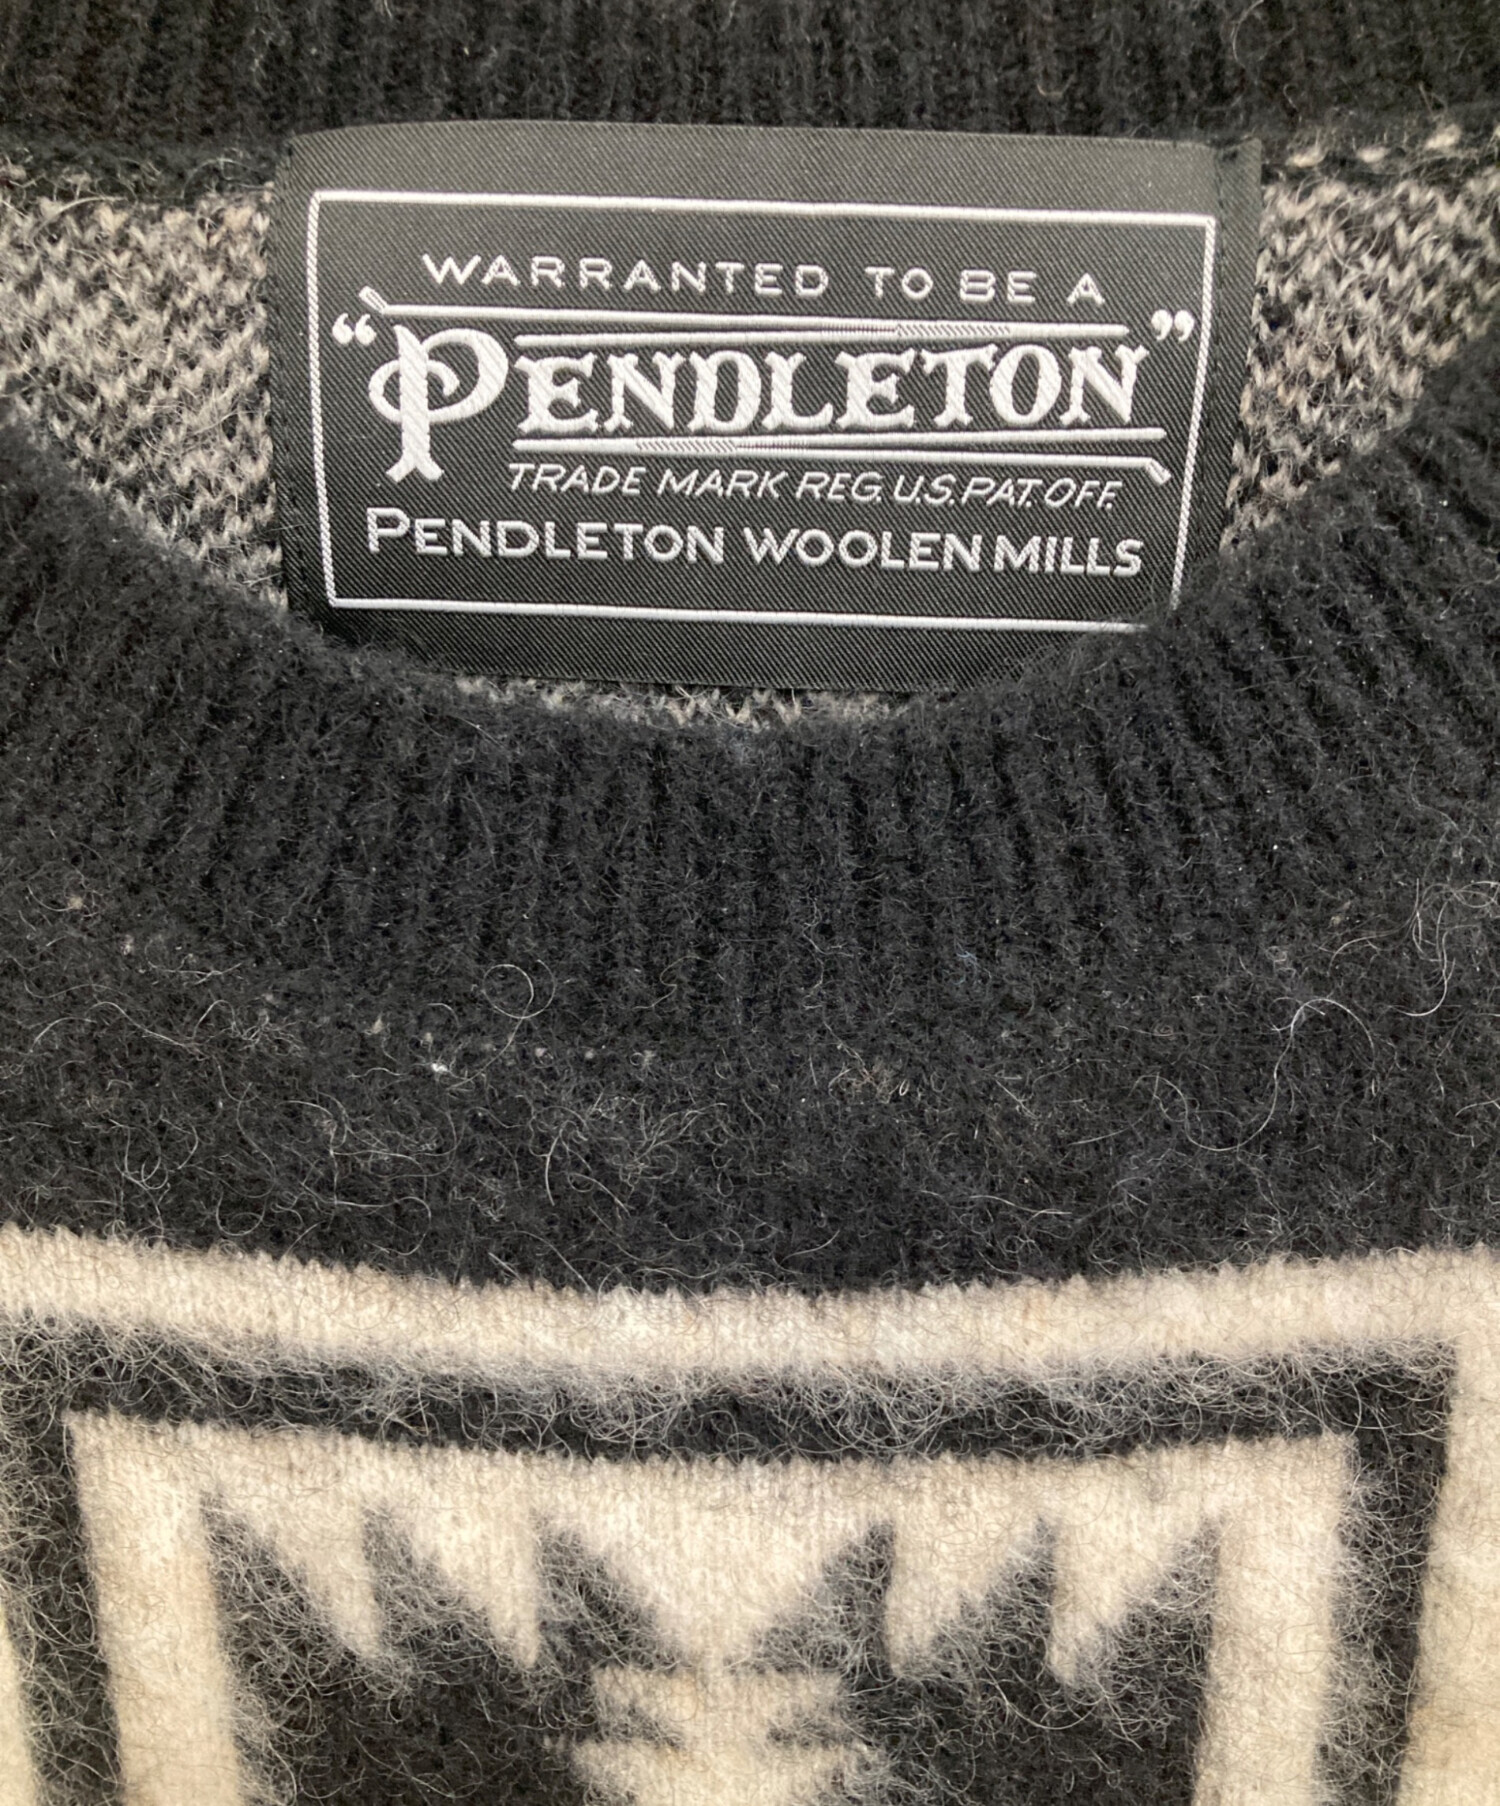 WARRANTED TO BE A
“PENDLETON”
TRADE MARK REG. U.S. PAT. OFF.
PENDLETON WOOLEN MILLS